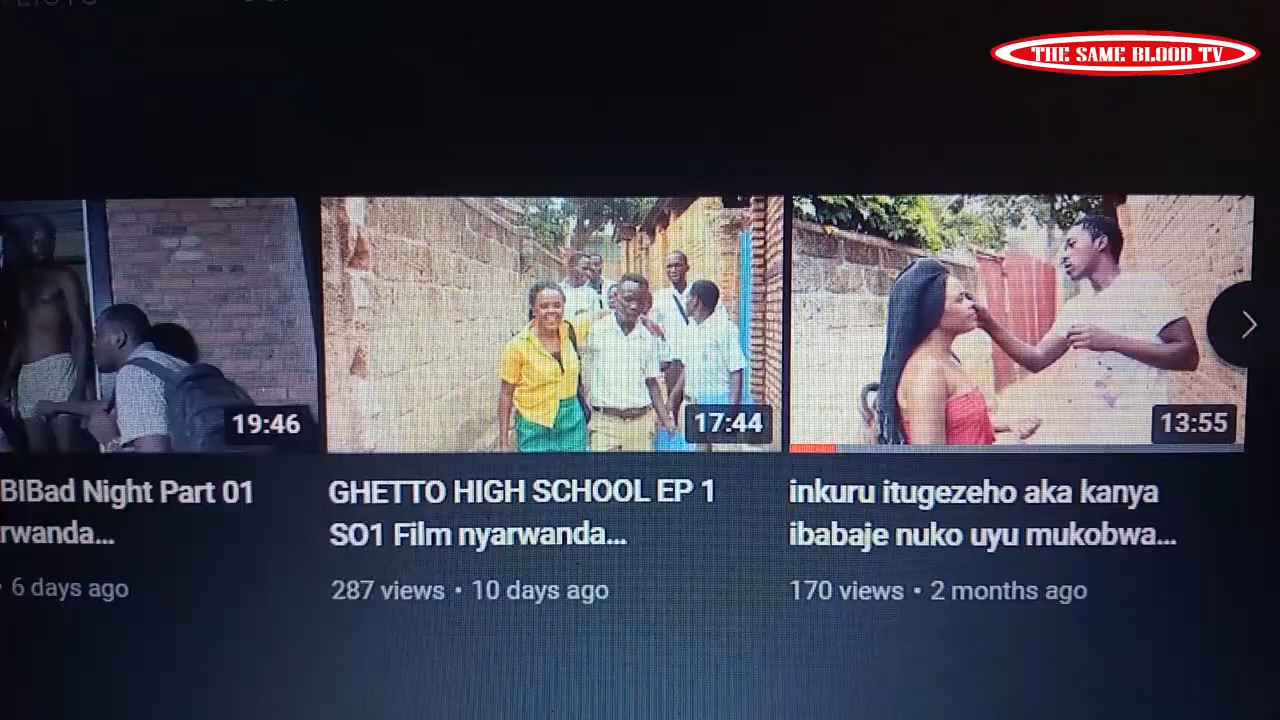 THE SAME BLOOD TV
19:46
17:44
13:55
BIBad Night Part 01
rwanda...
• 6 days ago
GHETTO HIGH SCHOOL EP 1
SO1 Film nyarwanda...
287 views • 10 days ago
inkuru itugezeho aka kanya
ibabaje nuko uyu mukobwa...
170 views • 2 months ago